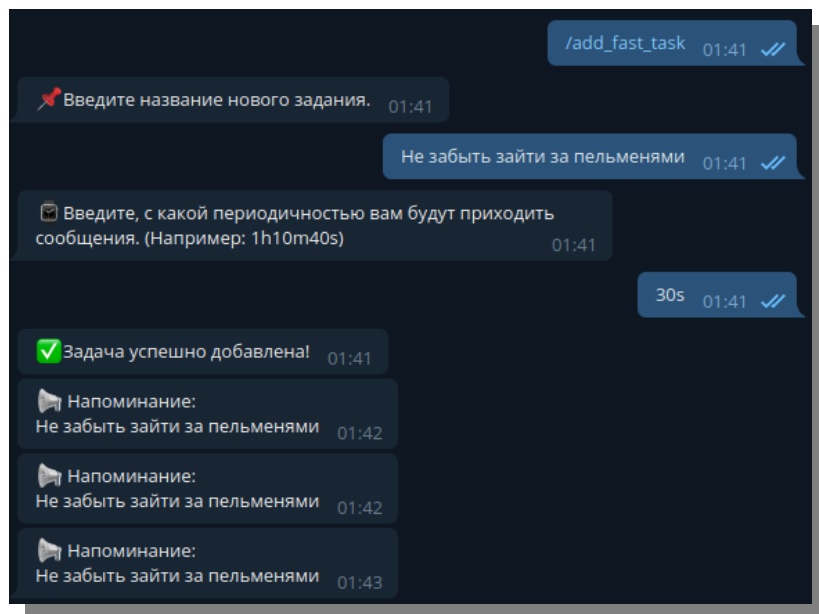 /add_fast_task 01:41
📌Введите название нового задания. 01:41
Не забыть зайти за пельменями 01:41
Введите, с какой периодичностью вам будут приходить
сообщения. (Например: 1h10m40s) 01:41
30s 01:41
✅Задача успешно добавлена! 01:41
Напоминание:
Не забыть зайти за пельменями 01:42
Напоминание:
Не забыть зайти за пельменями 01:42
Напоминание:
Не забыть зайти за пельменями 01:43